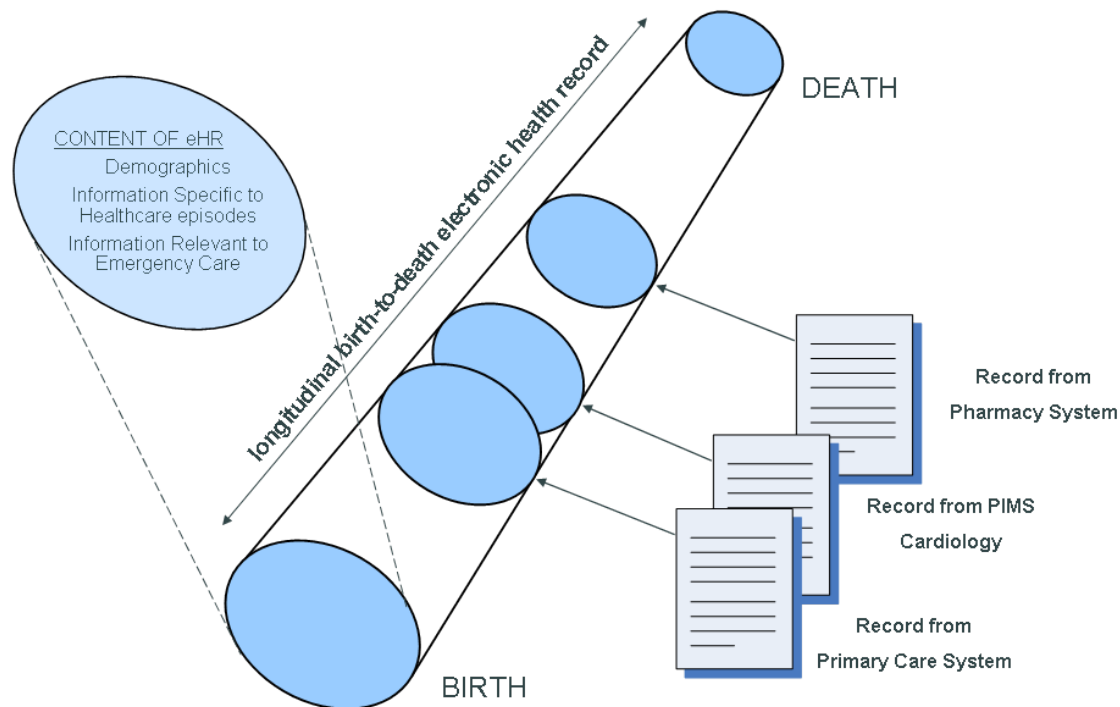 CONTENT OF eHR
Demographics
Information Specific to
Healthcare episodes
Information Relevant to
Emergency Care
longitudinal birth-to-death electronic health record
DEATH
BIRTH
Record from
Pharmacy System
Record from PIMS
Cardiology
Record from
Primary Care System